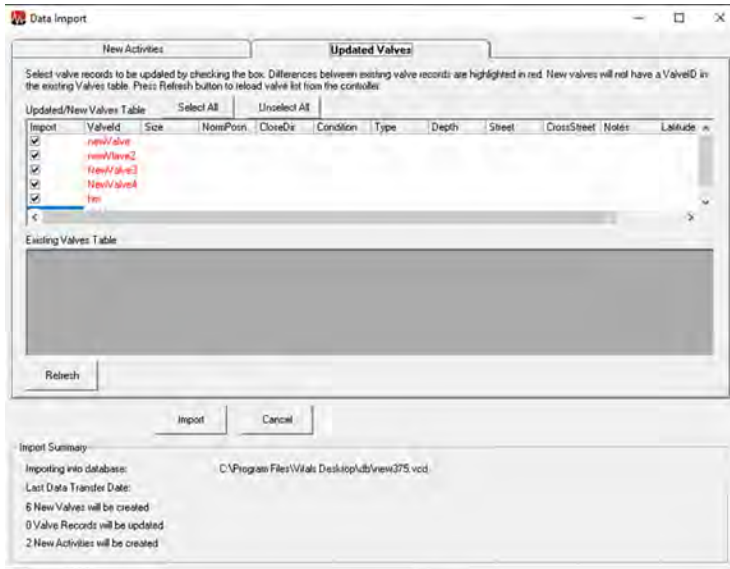 Data Import
New Activities
Updated Valves
Select valve records to be updated by checking the box. Differences between existing valve records are highlighted in red. New valves will not have a ValveID in
the existing Valves table. Press Refresh button to reload valve list from the controller.
Updated/New Valves Table Select All Unselect All
Import ValveId Size NormPosn CloseDir Condition Type Depth Street CrossStreet Notes Latitude
newValve
newVlave2
NewValve3
NewValve4
Existing Valves Table
Refresh
Import Cancel
Import Summary
Importing into database: C:\Program Files\Vitals Desktop\db\new375.vcd
Last Data Transfer Date:
6 New Valves will be created
0 Valve Records will be updated
2 New Activities will be created